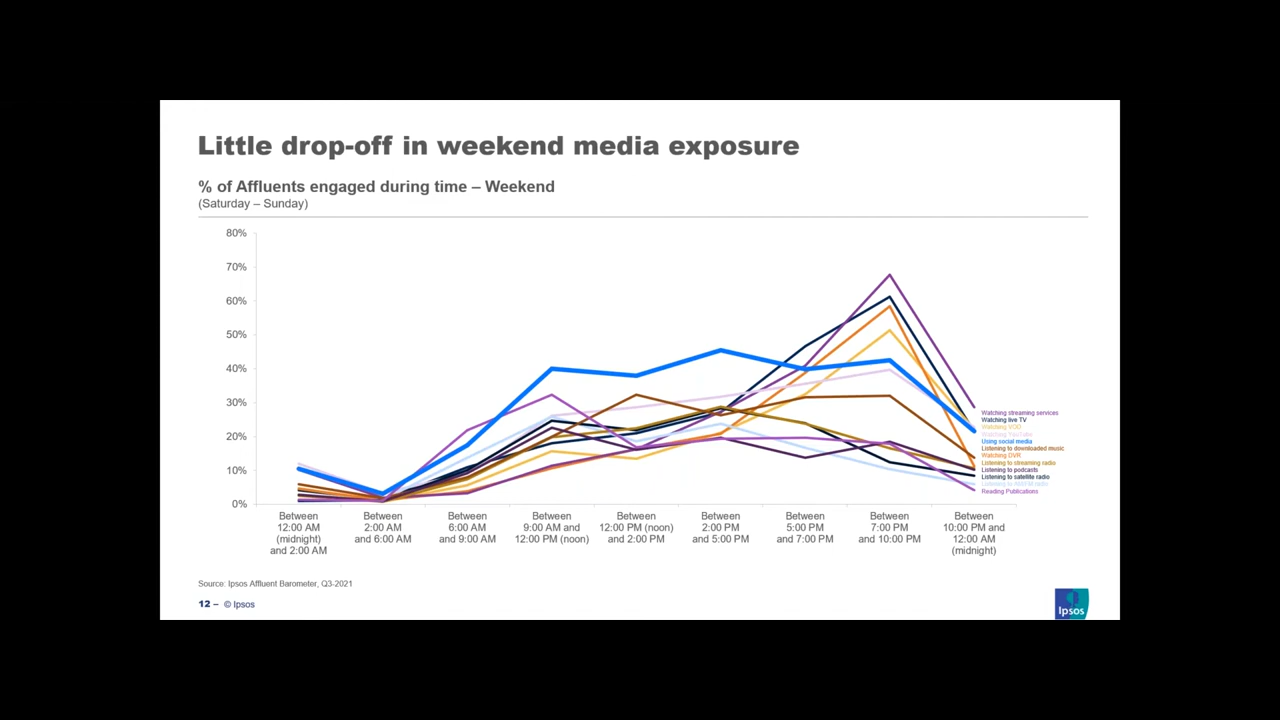 Little drop-off in weekend media exposure
% of Affluents engaged during time – Weekend
(Saturday – Sunday)
80%
70%
60%
50%
40%
30%
20%
10%
0%
Between
12:00 AM
(midnight)
and 2:00 AM
Between
2:00 AM
and 6:00 AM
Between
6:00 AM
and 9:00 AM
Between
9:00 AM and
12:00 PM (noon)
Between
12:00 PM (noon)
and 2:00 PM
Between
2:00 PM
and 5:00 PM
Between
5:00 PM
and 7:00 PM
Between
7:00 PM
and 10:00 PM
Between
10:00 PM and
12:00 AM
(midnight)
Watching streaming services
Watching live TV
Watching VOD
Watching YouTube
Using social media
Listening to downloaded music
Watching DVR
Listening to streaming radio
Listening to podcasts
Listening to satellite radio
Listening to AM/FM radio
Reading Publications
Source: Ipsos Affluent Barometer, Q3-2021
12 – © Ipsos
Ipsos